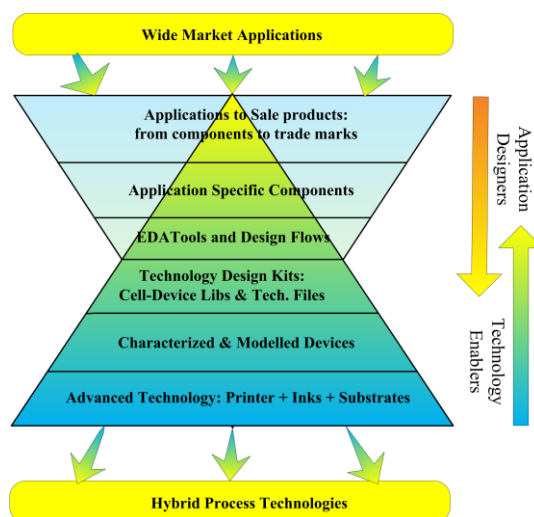 Wide Market Applications
Applications to Sale products:
from components to trade marks
Application Specific Components
EDATools and Design Flows
Technology Design Kits:
Cell-Device Libs & Tech. Files
Characterized & Modelled Devices
Advanced Technology: Printer + Inks + Substrates
Hybrid Process Technologies
Application
Designers
Technology
Enablers